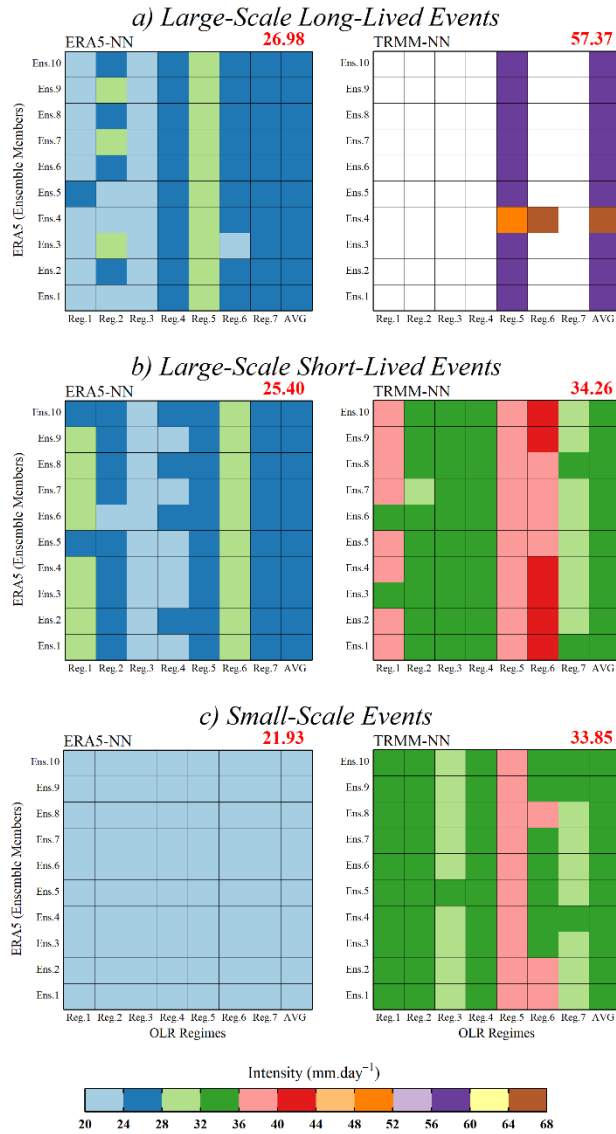 a) Large-Scale Long-Lived Events
ERA5-NN 26.98 TRMM-NN 57.37
Ens.10
Ens.9
Ens.8
Ens.7
Ens.6
Ens.5
Ens.4
Ens.3
Ens.2
Ens.1
ERA5 (Ensemble Members)
Reg.1 Reg.2 Reg.3 Reg.4 Reg.5 Reg.6 Reg.7 AVG Reg.1 Reg.2 Reg.3 Reg.4 Reg.5 Reg.6 Reg.7 AVG
b) Large-Scale Short-Lived Events
ERA5-NN 25.40 TRMM-NN 34.26
Ens.10
Ens.9
Ens.8
Ens.7
Ens.6
Ens.5
Ens.4
Ens.3
Ens.2
Ens.1
ERA5 (Ensemble Members)
Reg.1 Reg.2 Reg.3 Reg.4 Reg.5 Reg.6 Reg.7 AVG Reg.1 Reg.2 Reg.3 Reg.4 Reg.5 Reg.6 Reg.7 AVG
c) Small-Scale Events
ERA5-NN 21.93 TRMM-NN 33.85
Ens.10
Ens.9
Ens.8
Ens.7
Ens.6
Ens.5
Ens.4
Ens.3
Ens.2
Ens.1
ERA5 (Ensemble Members)
Reg.1 Reg.2 Reg.3 Reg.4 Reg.5 Reg.6 Reg.7 AVG Reg.1 Reg.2 Reg.3 Reg.4 Reg.5 Reg.6 Reg.7 AVG
OLR Regimes OLR Regimes
Intensity (mm.day⁻¹)
20 24 28 32 36 40 44 48 52 56 60 64 68